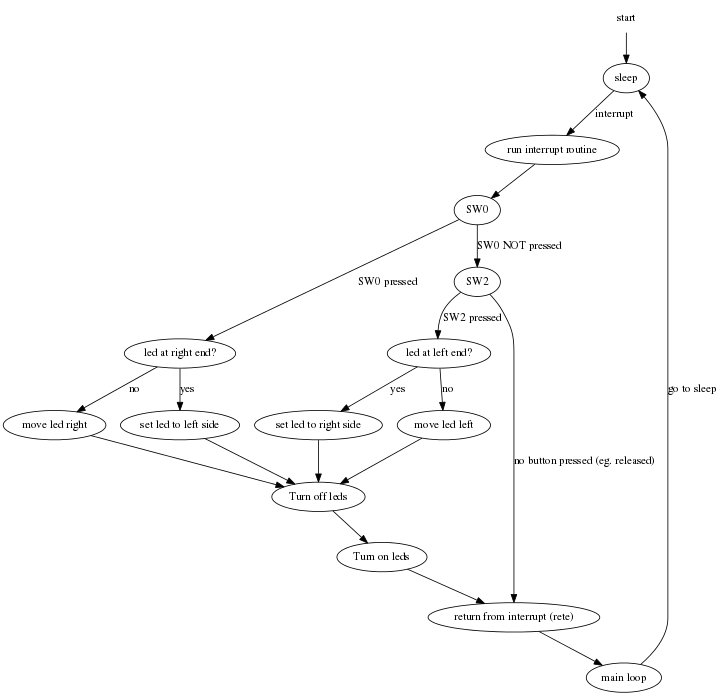 start
sleep
interrupt
run interrupt routine
SW0
SW0 NOT pressed
SW0 pressed
SW2
SW2 pressed
led at right end?
led at left end?
no
yes
yes
no
go to sleep
move led right
set led to left side
set led to right side
move led left
no button pressed (eg. released)
Turn off leds
Turn on leds
return from interrupt (rete)
main loop